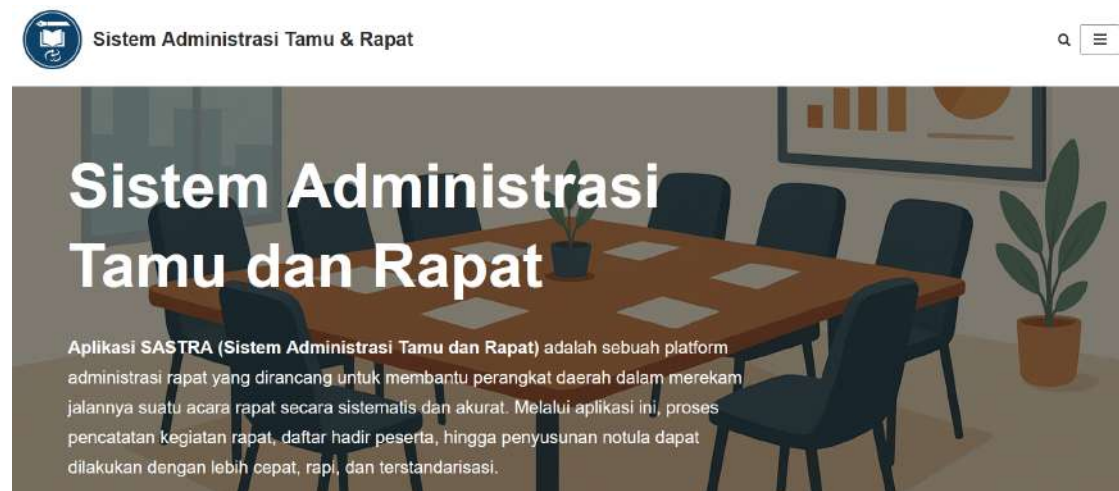 Sistem Administrasi Tamu & Rapat
Sistem Administrasi
Tamu dan Rapat
Aplikasi SASTRA (Sistem Administrasi Tamu dan Rapat) adalah sebuah platform
administrasi rapat yang dirancang untuk membantu perangkat daerah dalam merekam
jalannya suatu acara rapat secara sistematis dan akurat. Melalui aplikasi ini, proses
pencatatan kegiatan rapat, daftar hadir peserta, hingga penyusunan notula dapat
dilakukan dengan lebih cepat, rapi, dan terstandarisasi.